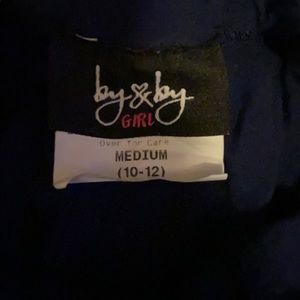 by&by
GIRL
Over for Care
MEDIUM
(10-12)